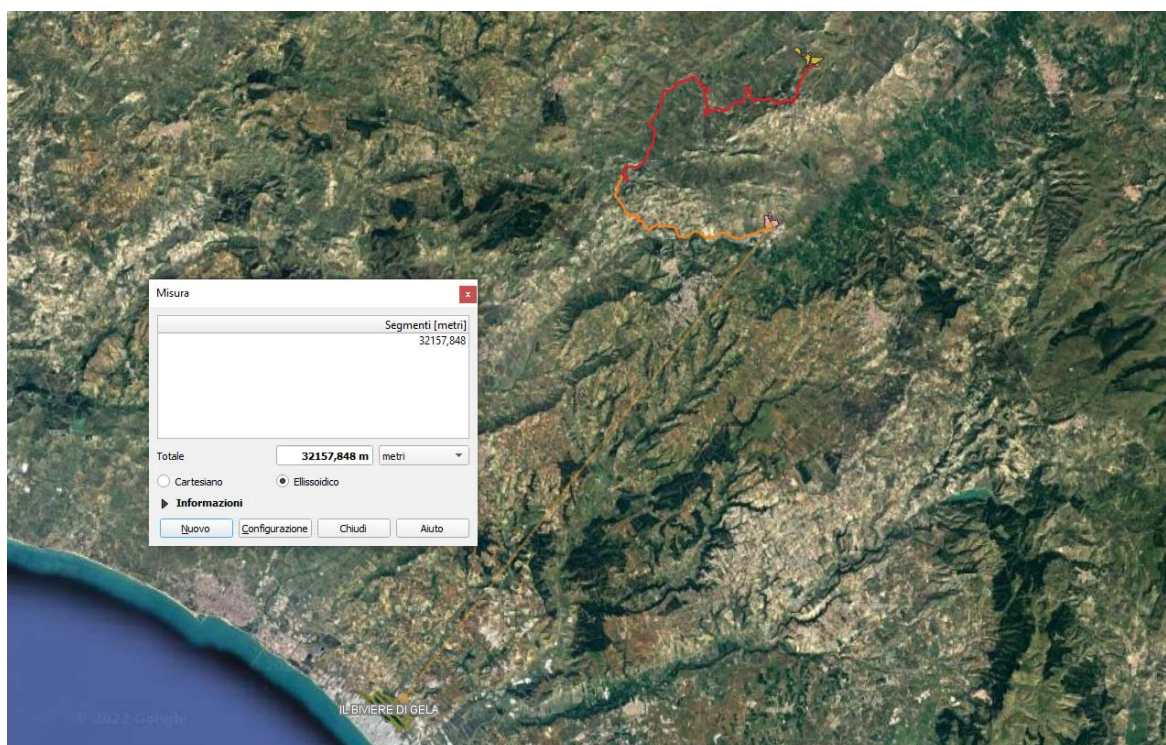 Misura
x
Segmenti [metri]
32157,848
Totale 32157,848 m metri
Cartesiano Ellissoidico
Informazioni
Nuovo Configurazione Chiudi Aiuto
IL BIVIERE DI GELA
© 2022 Google